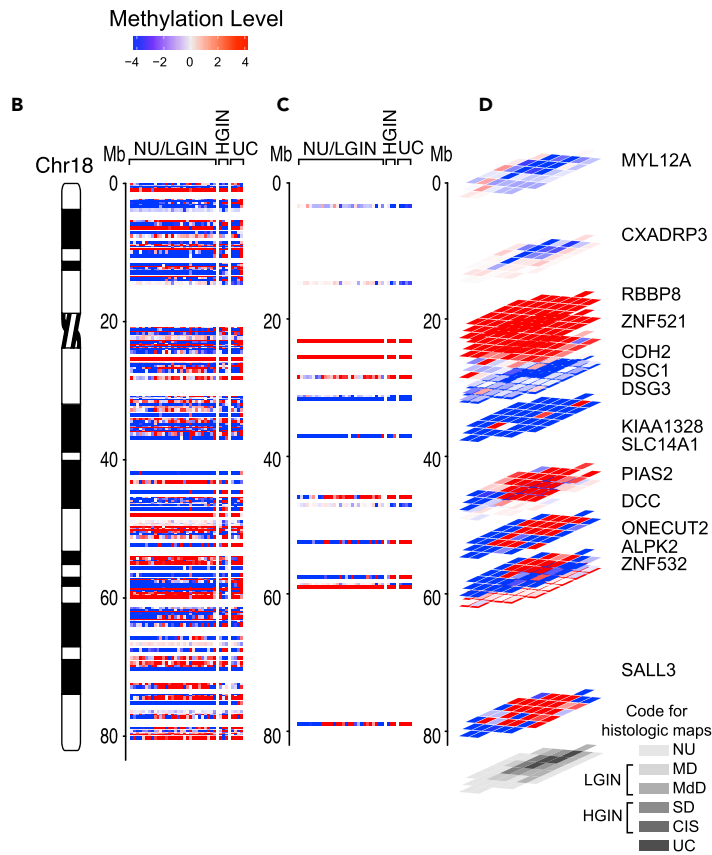 Methylation Level
−4 −2 0 2 4
B
C
D
Chr18
Mb
NU/LGIN
HGIN
UC
Mb
NU/LGIN
HGIN
UC
Mb
0
20
40
60
80
0
20
40
60
80
0
20
40
60
80
MYL12A
CXADRP3
RBBP8
ZNF521
CDH2
DSC1
DSG3
KIAA1328
SLC14A1
PIAS2
DCC
ONECUT2
ALPK2
ZNF532
SALL3
Code for
histologic maps
NU
LGIN
MD
MdD
HGIN
SD
CIS
UC